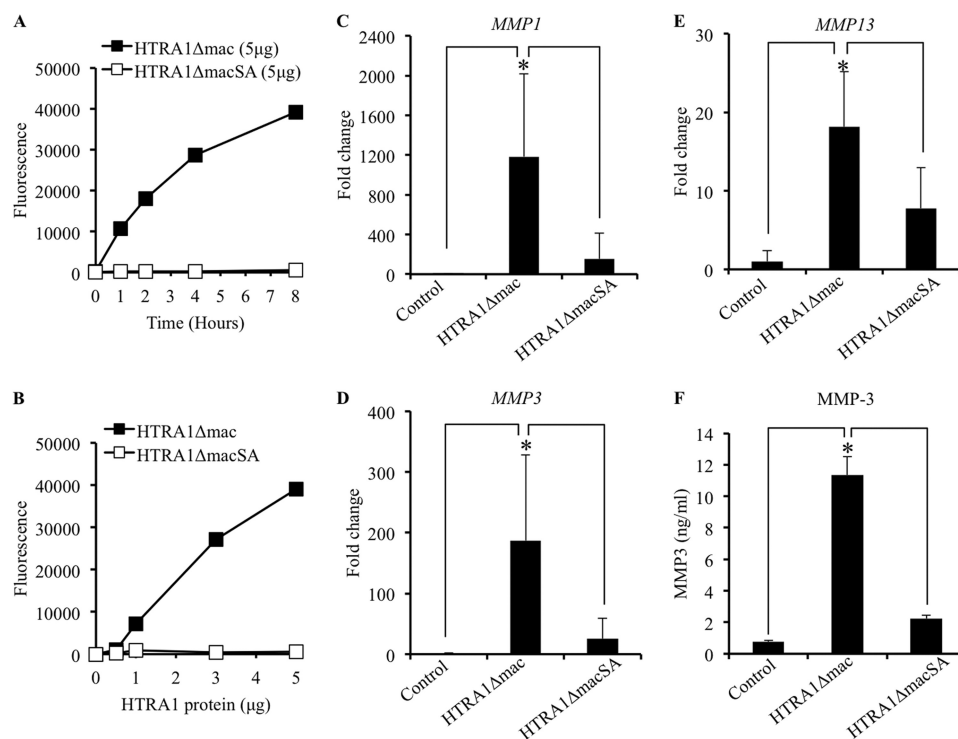 A
HTRA1Δmac (5μg)
HTRA1ΔmacSA (5μg)
50000
40000
30000
20000
10000
0
Fluorescence
0 1 2 3 4 5 6 7 8
Time (Hours)
B
HTRA1Δmac
HTRA1ΔmacSA
50000
40000
30000
20000
10000
0
Fluorescence
0 1 2 3 4 5
HTRA1 protein (μg)
C
MMP1
2400
2000
1600
1200
800
400
0
Fold change
*
Control
HTRA1Δmac
HTRA1ΔmacSA
D
MMP3
400
300
200
100
0
Fold change
*
Control
HTRA1Δmac
HTRA1ΔmacSA
E
MMP13
30
20
10
0
Fold change
*
Control
HTRA1Δmac
HTRA1ΔmacSA
F
MMP-3
14
12
10
8
6
4
2
0
MMP3 (ng/ml)
*
Control
HTRA1Δmac
HTRA1ΔmacSA